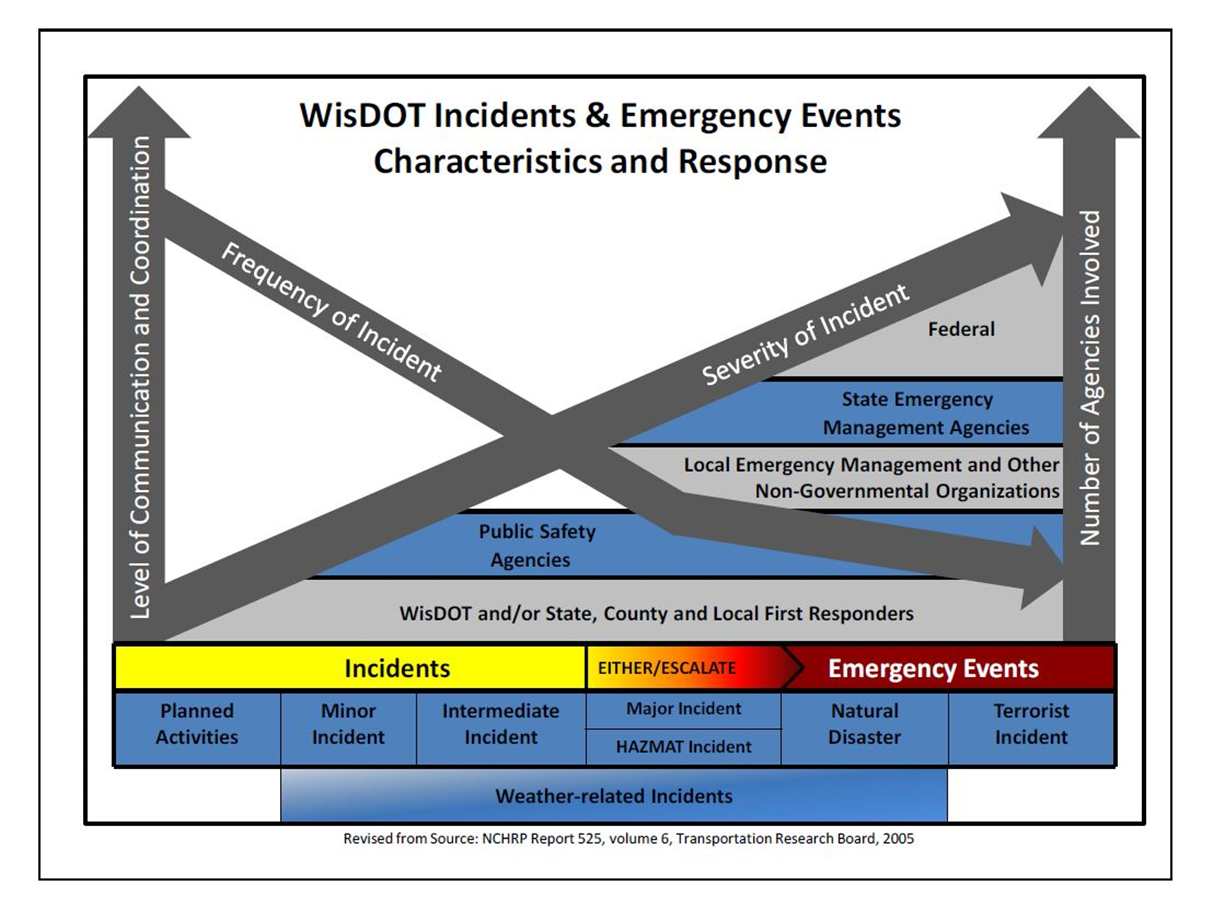 WisDOT Incidents & Emergency Events
Characteristics and Response
Level of Communication and Coordination
Frequency of Incident
Severity of Incident
Number of Agencies Involved
Federal
State Emergency
Management Agencies
Local Emergency Management and Other
Non-Governmental Organizations
Public Safety
Agencies
WisDOT and/or State, County and Local First Responders
Incidents
EITHER/ESCALATE
Emergency Events
Planned
Activities
Minor
Incident
Intermediate
Incident
Major Incident
HAZMAT Incident
Natural
Disaster
Terrorist
Incident
Weather-related Incidents
Revised from Source: NCHRP Report 525, volume 6, Transportation Research Board, 2005